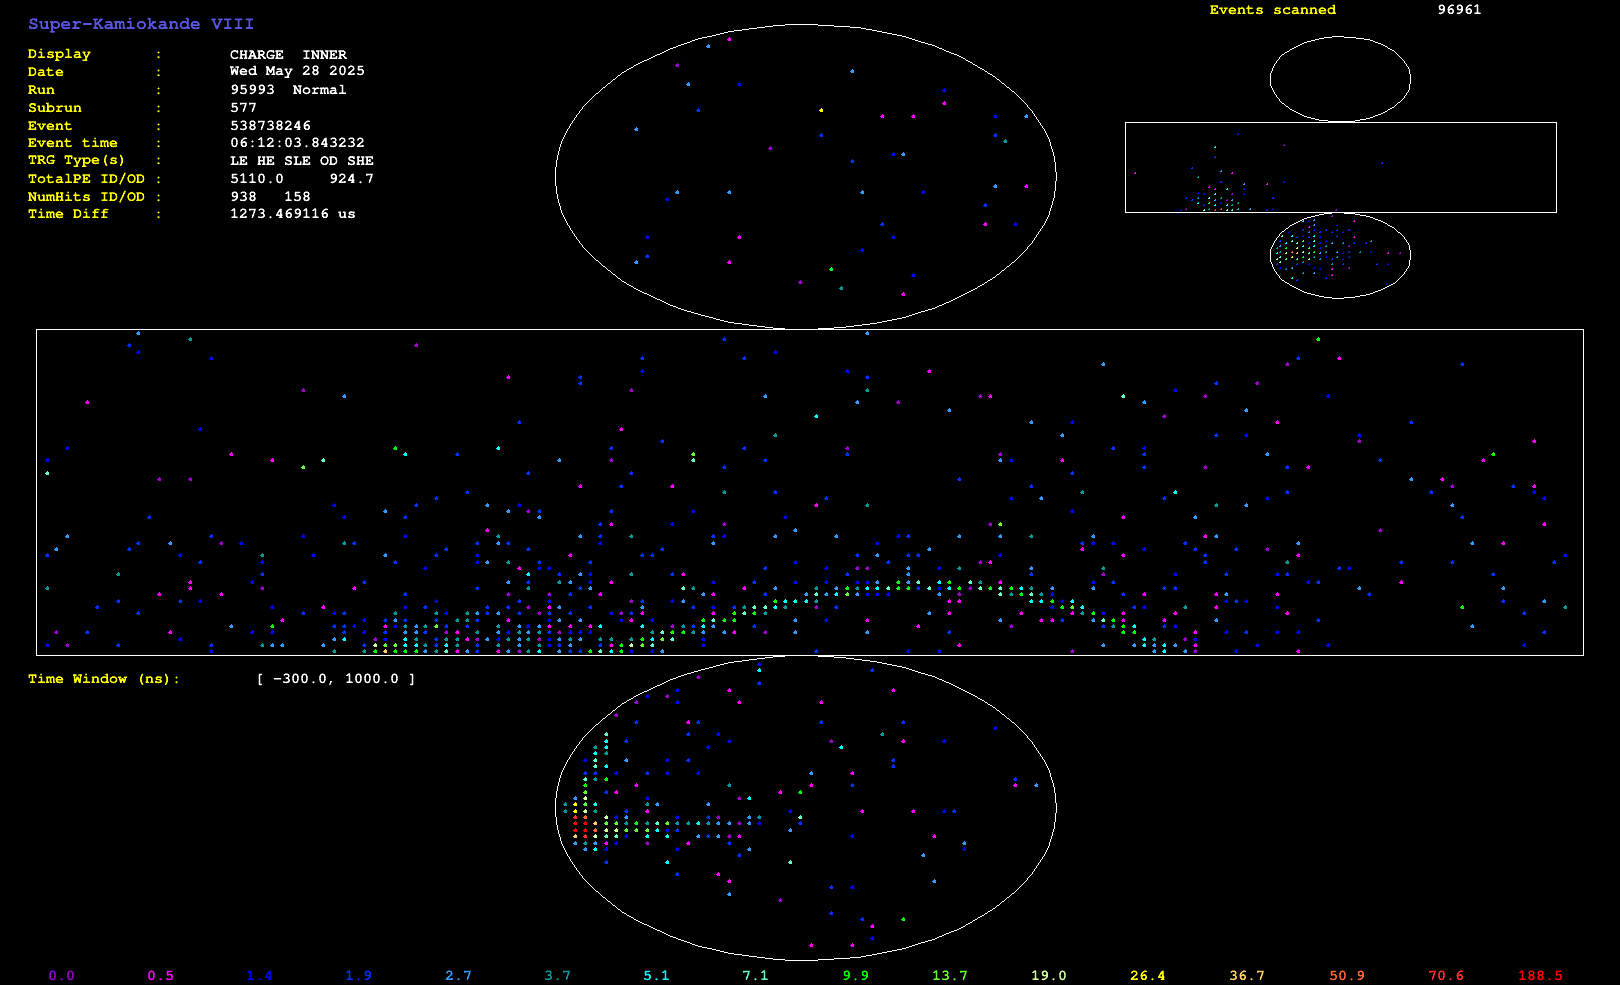 Super-Kamiokande VIII
Events scanned 96961
Display : CHARGE INNER
Date : Wed May 28 2025
Run : 95993 Normal
Subrun : 577
Event : 538738246
Event time : 06:12:03.843232
TRG Type(s) : LE HE SLE OD SHE
TotalPE ID/OD : 5110.0 924.7
NumHits ID/OD : 938 158
Time Diff : 1273.469116 us
Time Window (ns): [ -300.0, 1000.0 ]
0.0 0.5 1.4 1.9 2.7 3.7 5.1 7.1 9.9 13.7 19.0 26.4 36.7 50.9 70.6 188.5